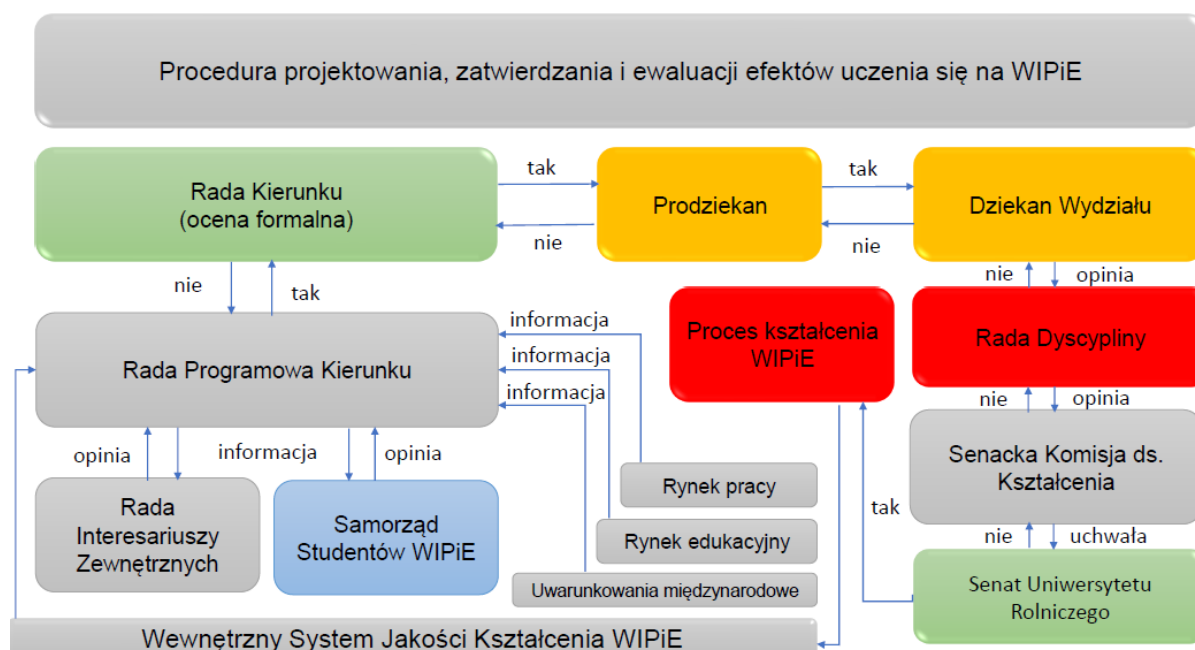 Procedura projektowania, zatwierdzania i ewaluacji efektów uczenia się na WIPiE
Rada Kierunku
(ocena formalna)
tak
nie
Prodziekan
tak
nie
Dziekan Wydziału
nie
tak
nie
opinia
Rada Programowa Kierunku
informacja
informacja
informacja
Proces kształcenia
WIPiE
Rada Dyscypliny
nie
opinia
opinia
informacja
opinia
Rada
Interesariuszy
Zewnętrznych
Samorząd
Studentów WIPiE
Rynek pracy
Rynek edukacyjny
Uwarunkowania międzynarodowe
tak
Senacka Komisja ds.
Kształcenia
nie
uchwała
Senat Uniwersytetu
Rolniczego
Wewnętrzny System Jakości Kształcenia WIPiE